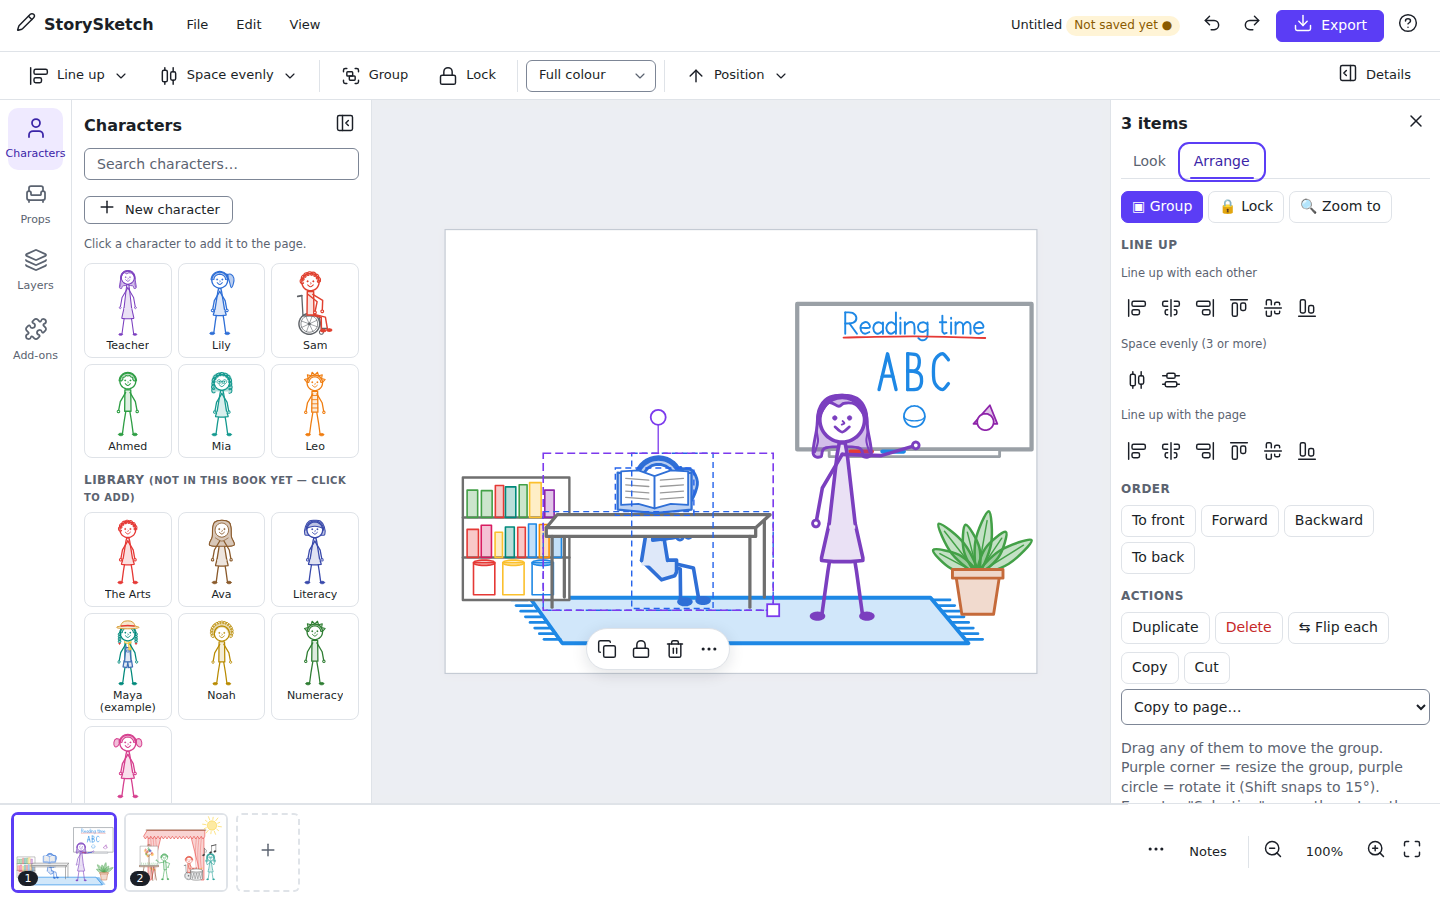 StorySketch
File
Edit
View
Untitled
Not saved yet
Export
Line up
Space evenly
Group
Lock
Full colour
Position
Details
Characters
Props
Layers
Add-ons
Characters
Search characters…
New character
Click a character to add it to the page.
Teacher
Lily
Sam
Ahmed
Mia
Leo
LIBRARY (NOT IN THIS BOOK YET — CLICK
TO ADD)
The Arts
Ava
Literacy
Maya
(example)
Noah
Numeracy
Reading time
ABC
3 items
Look
Arrange
Group
Lock
Zoom to
LINE UP
Line up with each other
Space evenly (3 or more)
Line up with the page
ORDER
To front
Forward
Backward
To back
ACTIONS
Duplicate
Delete
Flip each
Copy
Cut
Copy to page…
Drag any of them to move the group.
Purple corner = resize the group, purple
circle = rotate it (Shift snaps to 15°).
Reading time
ABC
1
2
Notes
100%